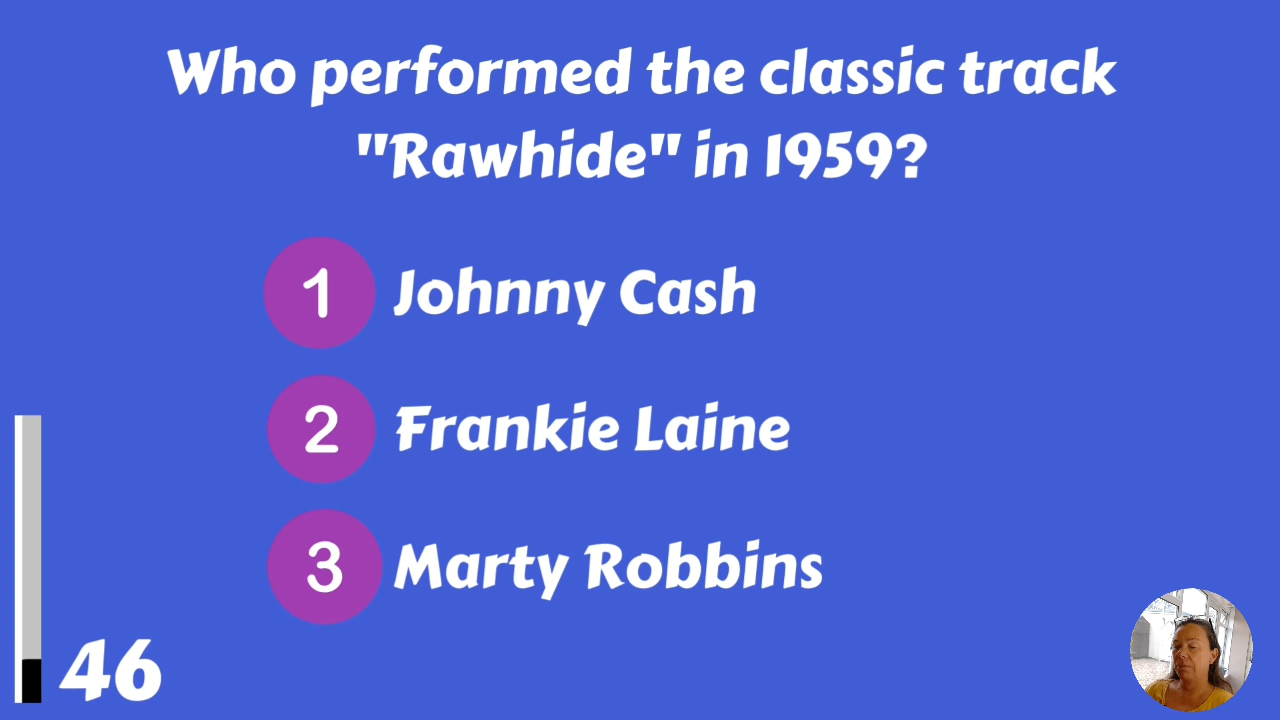 Who performed the classic track
"Rawhide" in 1959?
1 Johnny Cash
2 Frankie Laine
3 Marty Robbins
46